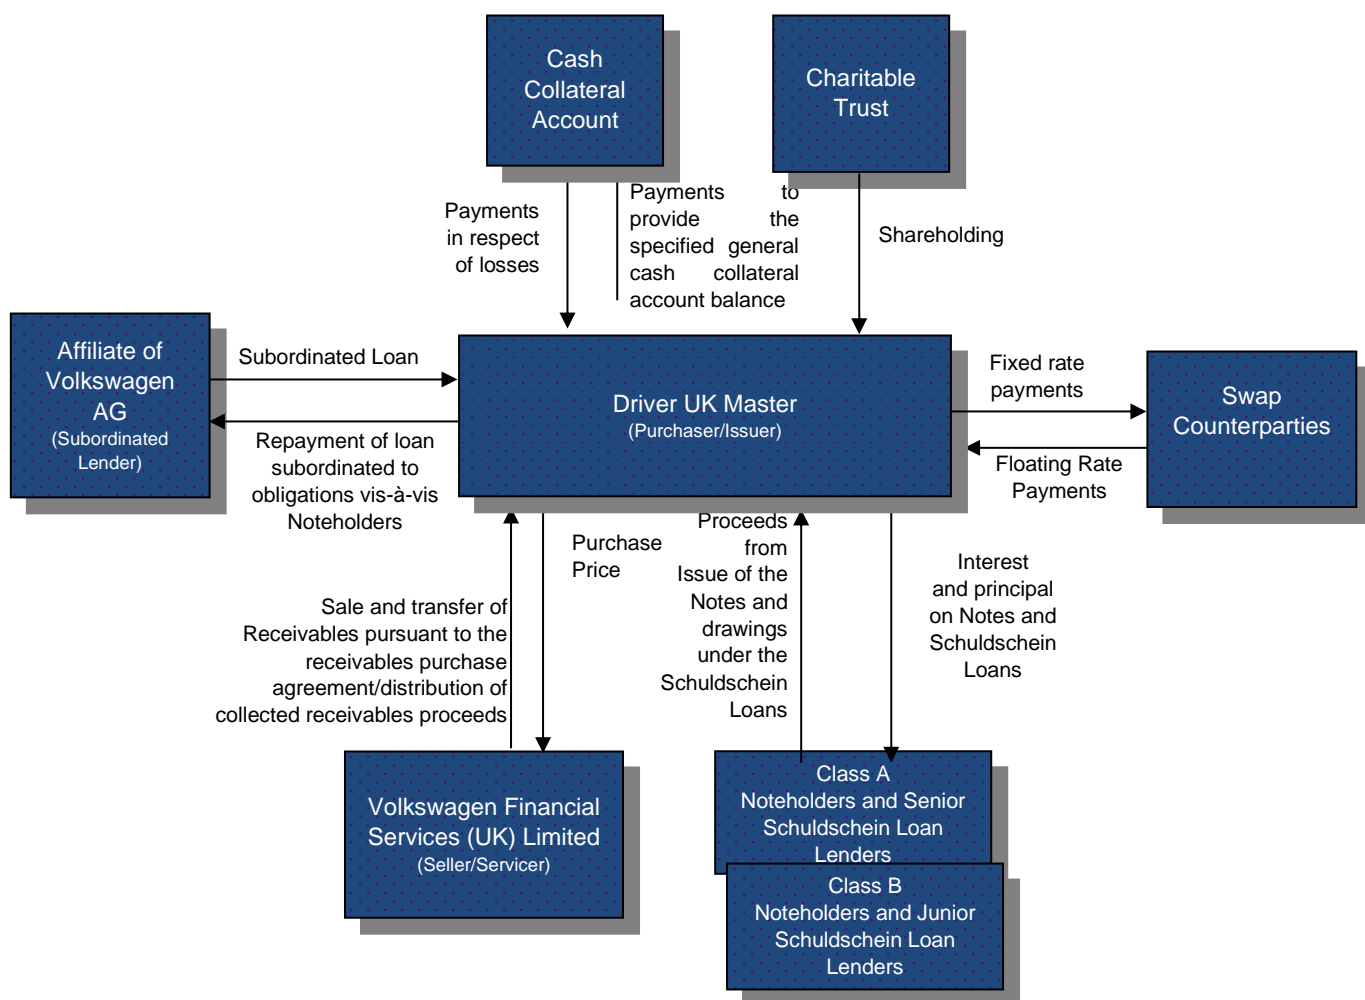 Cash
Collateral
Account
Charitable
Trust
Payments
in respect
of losses
Payments to
provide the
specified general
cash collateral
account balance
Shareholding
Affiliate of
Volkswagen
AG
(Subordinated
Lender)
Subordinated Loan
Repayment of loan
subordinated to
obligations vis-à-vis
Noteholders
Driver UK Master
(Purchaser/Issuer)
Fixed rate
payments
Floating Rate
Payments
Swap
Counterparties
Sale and transfer of
Receivables pursuant to the
receivables purchase
agreement/distribution of
collected receivables proceeds
Purchase
Price
Proceeds
from
Issue of the
Notes and
drawings
under the
Schuldschein
Loans
Interest
and principal
on Notes and
Schuldschein
Loans
Volkswagen Financial
Services (UK) Limited
(Seller/Servicer)
Class A
Noteholders and Senior
Schuldschein Loan
Lenders
Class B
Noteholders and Junior
Schuldschein Loan
Lenders